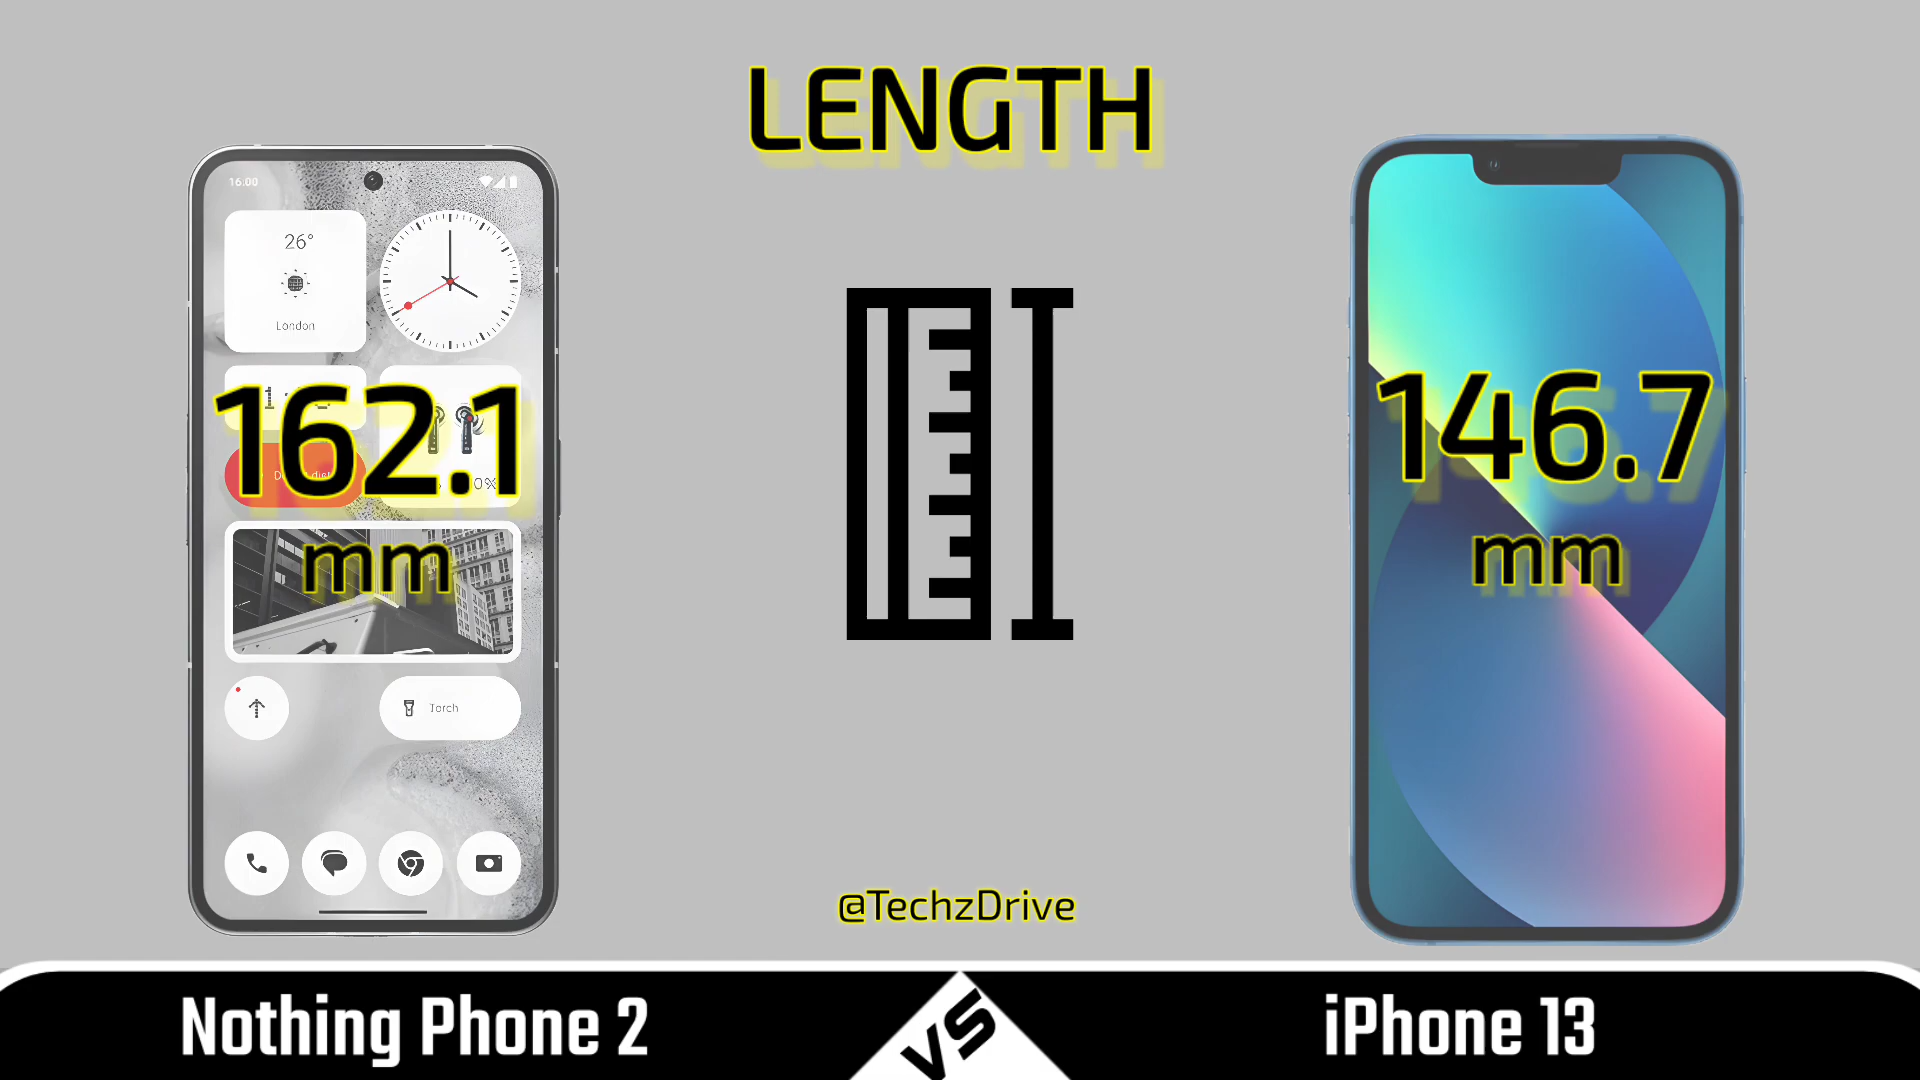 LENGTH
16:00
26°
London
162.1
mm
Torch
146.7
mm
@TechzDrive
Nothing Phone 2
VS
iPhone 13